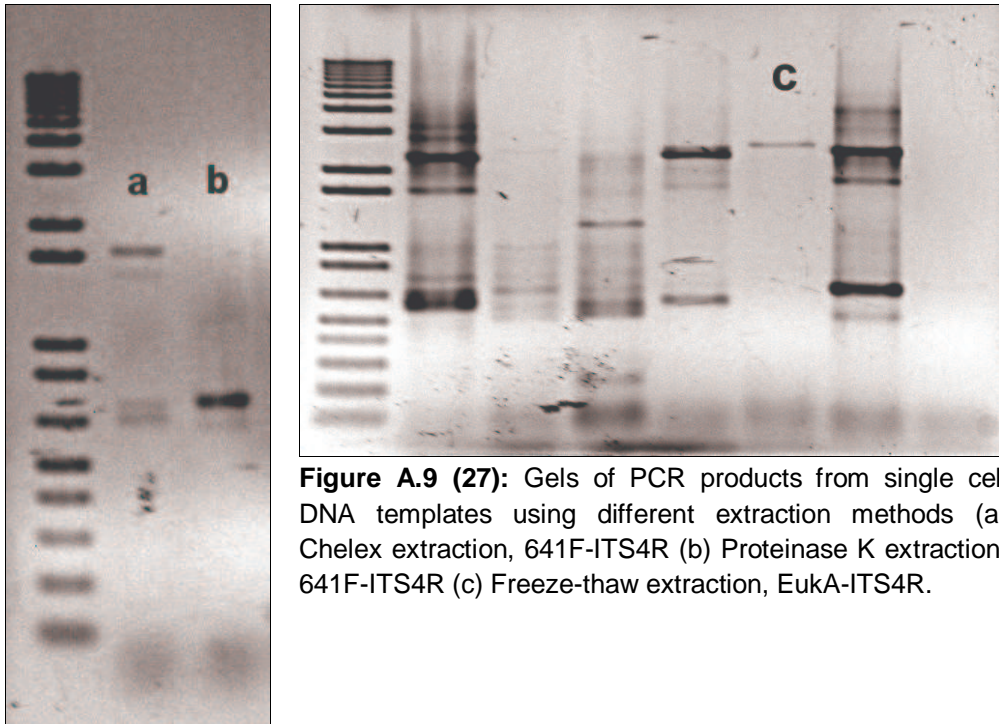 a
b
c
Figure A.9 (27): Gels of PCR products from single cel
DNA templates using different extraction methods (a
Chelex extraction, 641F-ITS4R (b) Proteinase K extraction
641F-ITS4R (c) Freeze-thaw extraction, EukA-ITS4R.